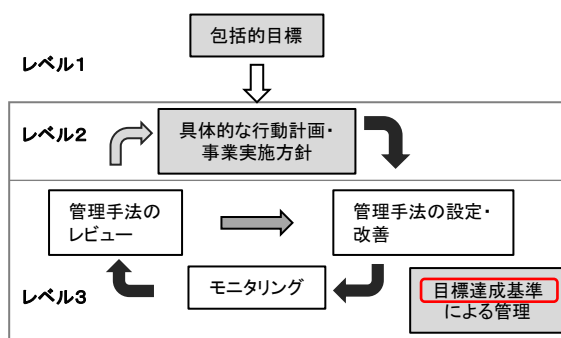 包括的目標
レベル1
レベル2
具体的な行動計画・
事業実施方針
管理手法の
レビュー
管理手法の設定・
改善
モニタリング
レベル3
目標達成基準
による管理